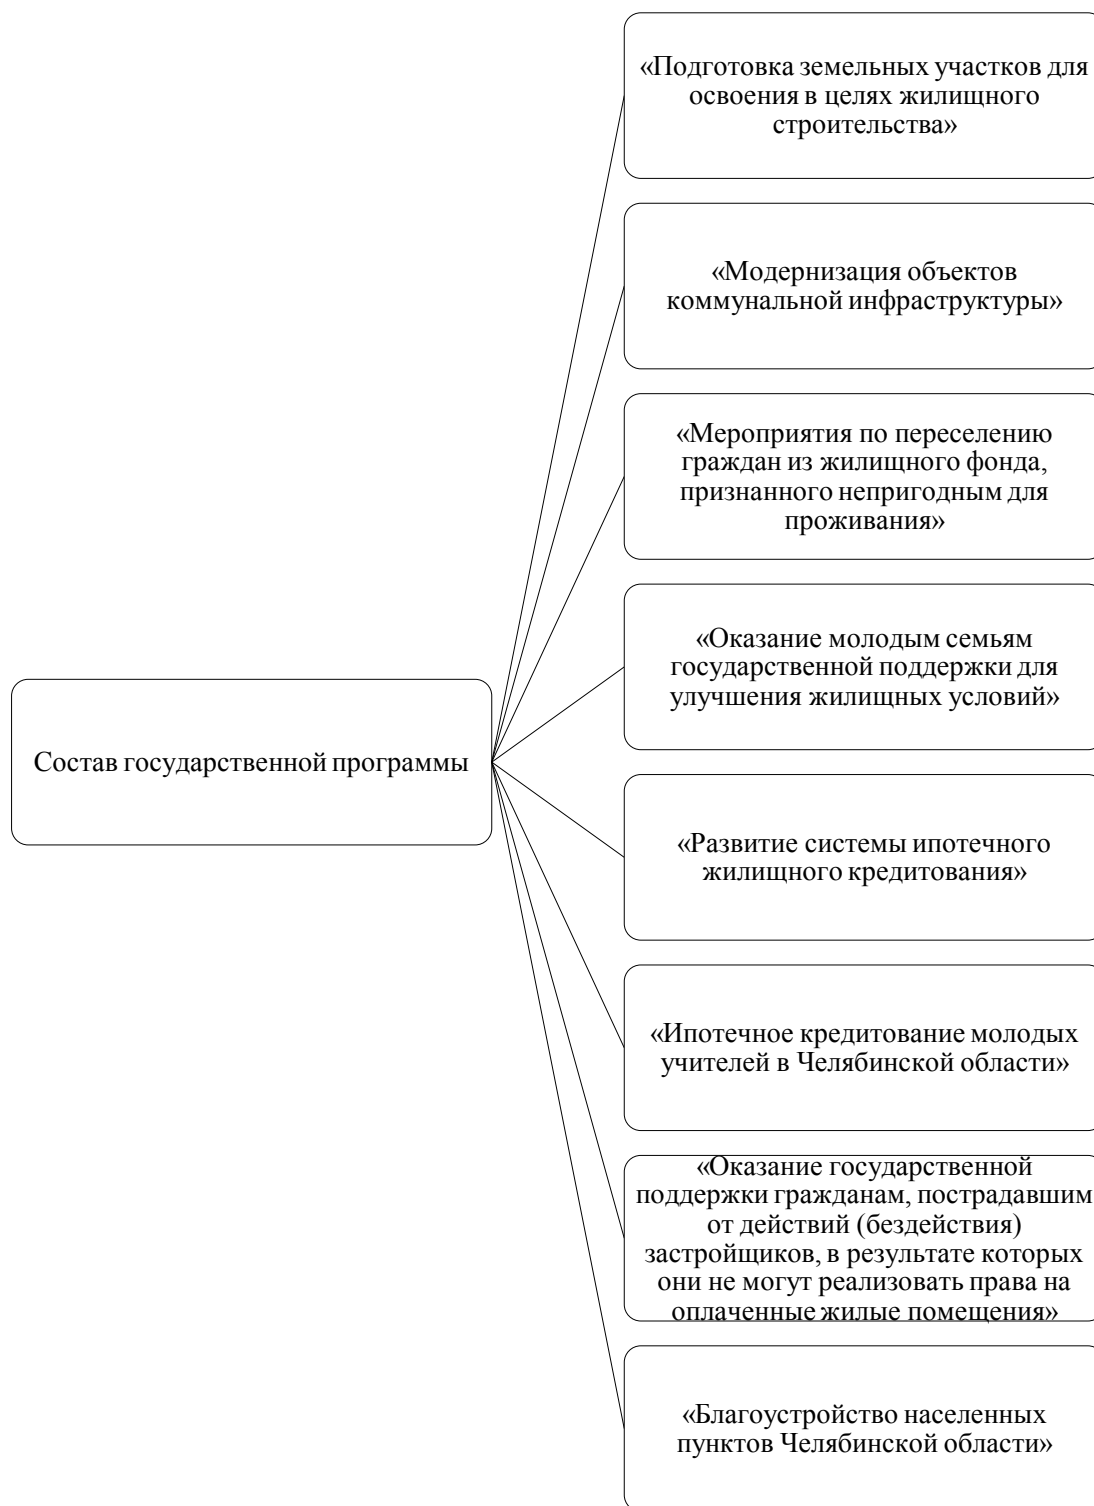 «Подготовка земельных участков для
освоения в целях жилищного
строительства»
«Модернизация объектов
коммунальной инфраструктуры»
«Мероприятия по переселению
граждан из жилищного фонда,
признанного непригодным для
проживания»
«Оказание молодым семьям
государственной поддержки для
улучшения жилищных условий»
Состав государственной программы
«Развитие системы ипотечного
жилищного кредитования»
«Ипотечное кредитование молодых
учителей в Челябинской области»
«Оказание государственной
поддержки гражданам, пострадавшим
от действий (бездействия)
застройщиков, в результате которых
они не могут реализовать права на
оплаченные жилые помещения»
«Благоустройство населенных
пунктов Челябинской области»